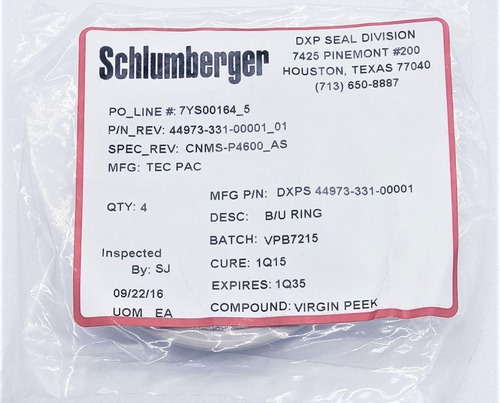 Schlumberger
DXP SEAL DIVISION
7425 PINEMONT #200
HOUSTON, TEXAS 77040
(713) 650-8887
PO_LINE #: 7YS00164_5
P/N_REV: 44973-331-00001_01
SPEC_REV: CNMS-P4600_AS
MFG: TEC PAC
QTY: 4
MFG P/N: DXPS 44973-331-00001
DESC: B/U RING
BATCH: VPB7215
CURE: 1Q15
EXPIRES: 1Q35
COMPOUND: VIRGIN PEEK
Inspected
By: SJ
09/22/16
UOM EA